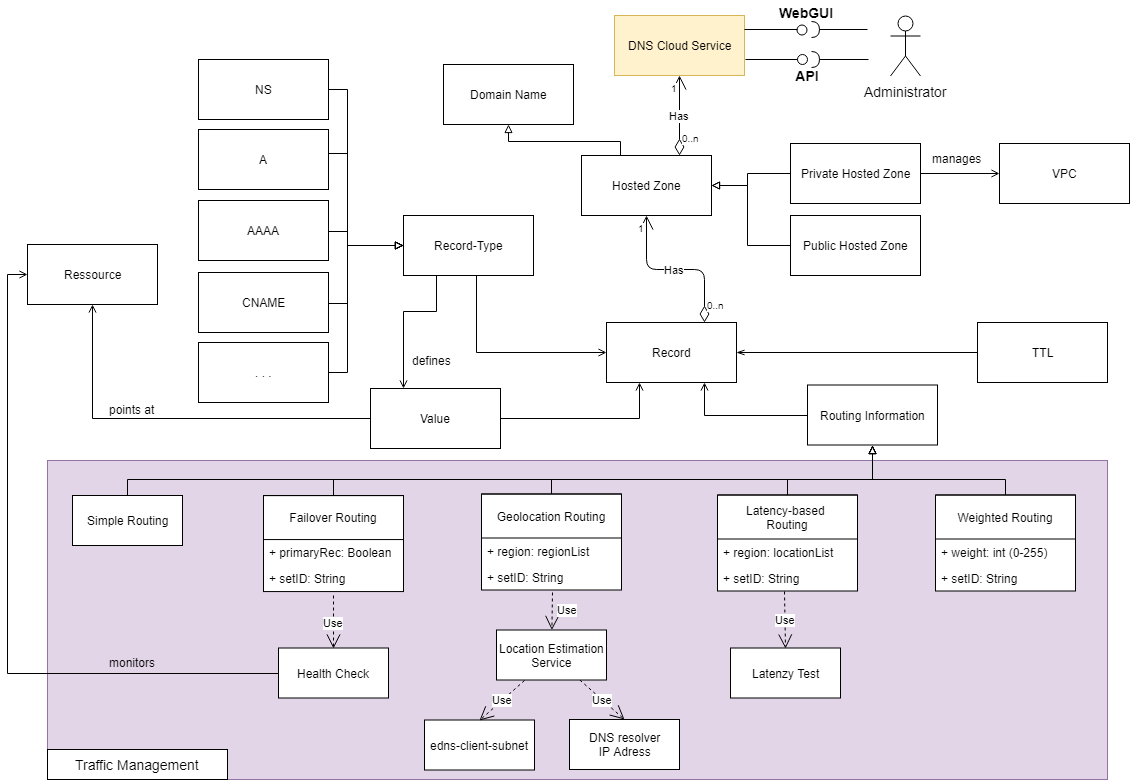 WebGUI
DNS Cloud Service
API
Administrator
1
Has
0..n
NS
A
AAAA
CNAME
. . .
Domain Name
Hosted Zone
Private Hosted Zone
manages
VPC
Public Hosted Zone
Record-Type
Ressource
1
Has
0..n
Record
TTL
defines
Value
points at
Routing Information
Simple Routing
Failover Routing
+ primaryRec: Boolean
+ setID: String
Geolocation Routing
+ region: regionList
+ setID: String
Latency-based
Routing
+ region: locationList
+ setID: String
Weighted Routing
+ weight: int (0-255)
+ setID: String
Use
Use
Use
Health Check
monitors
Location Estimation
Service
Latenzy Test
Use
Use
edns-client-subnet
DNS resolver
IP Adress
Traffic Management